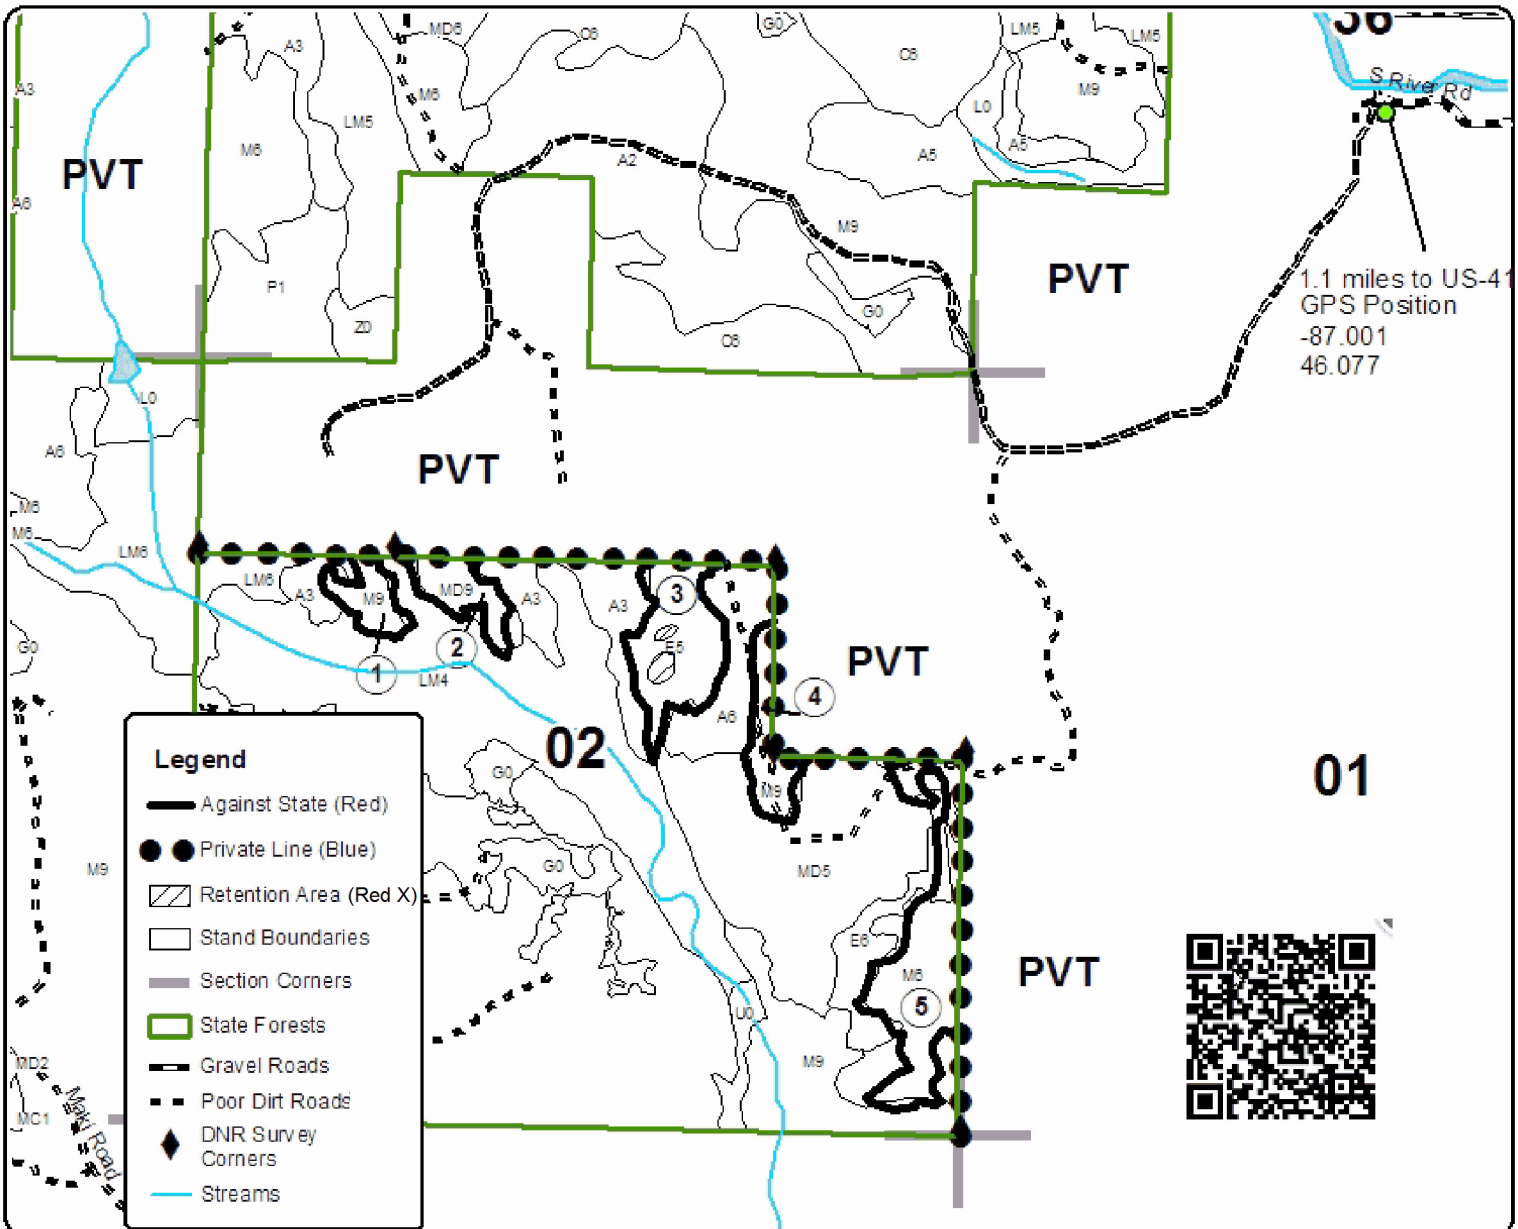 36
MD6
G0
LM5
LM5
O6
C6
A3
A3
S River Rd
M6
M9
L0
LM5
M6
A5
A5
A2
PVT
A6
M9
PVT
P1
1.1 miles to US-41
GPS Position
-87.001
46.077
G0
Z0
O6
L0
A6
PVT
M6
M6
LM6
LM6
A3
M9
MD9
A3
A3
3
G0
2
E5
PVT
1
LM4
4
A6
02
G0
01
M9
M9
G0
MD5
E6
M6
PVT
5
U0
M9
MD2
MC1
Maki Road
Legend
Against State (Red)
Private Line (Blue)
Retention Area (Red X)
Stand Boundaries
Section Corners
State Forests
Gravel Roads
Poor Dirt Roads
DNR Survey
Corners
Streams